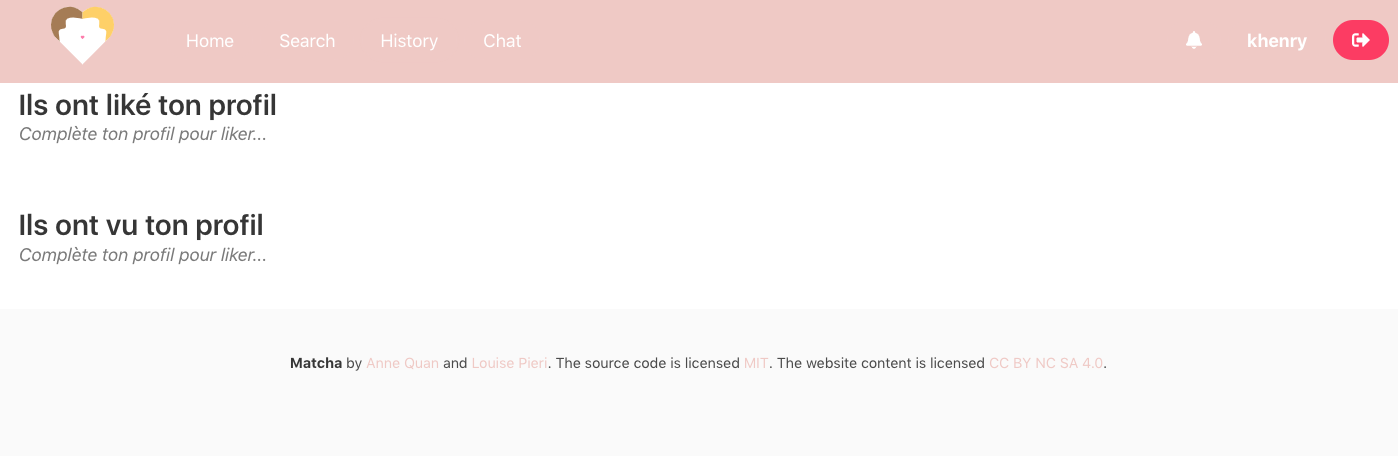 Home Search History Chat khenry
Ils ont liké ton profil
Complète ton profil pour liker...
Ils ont vu ton profil
Complète ton profil pour liker...
Matcha by Anne Quan and Louise Pieri. The source code is licensed MIT. The website content is licensed CC BY NC SA 4.0.